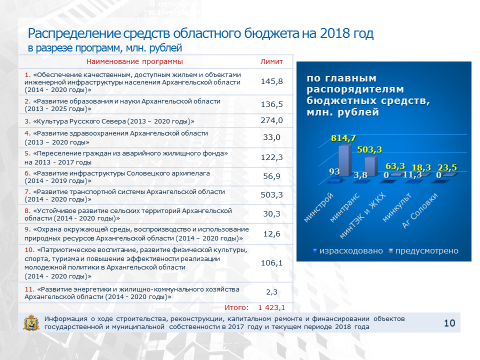 Распределение средств областного бюджета на 2018 год
в разрезе программ, млн. рублей
Наименование программы Лимит
1. «Обеспечение качественным, доступным жильем и объектами
инженерной инфраструктуры населения Архангельской области
(2014 - 2020 годы)» 145,8
2. «Развитие образования и науки Архангельской области
(2013 - 2025 годы)» 136,5
3. «Культура Русского Севера (2013 – 2020 годы)» 274,0
4. «Развитие здравоохранения Архангельской области
(2013 – 2020 годы)» 33,0
5. «Переселение граждан из аварийного жилищного фонда»
на 2013 - 2017 годы 122,3
6. «Развитие инфраструктуры Соловецкого архипелага
(2014 - 2019 годы)» 56,9
7. «Развитие транспортной системы Архангельской области
(2014 - 2020 годы)» 503,3
8. «Устойчивое развитие сельских территорий Архангельской
области (2014 - 2020 годы)» 30,3
9. «Охрана окружающей среды, воспроизводство и использование
природных ресурсов Архангельской области (2014 – 2020 годы)» 12,6
10. «Патриотическое воспитание, развитие физической культуры,
спорта, туризма и повышение эффективности реализации
молодежной политики в Архангельской области
(2014 - 2020 годы)» 106,1
11. «Развитие энергетики и жилищно-коммунального хозяйства
Архангельской области (2014 - 2020 годы)» 2,3
Итого: 1 423,1
по главным
распорядителям
бюджетных средств,
млн. рублей
814,7
503,3
63,3 18,3 23,5
93 3,8 0 11,3 0
минстрой минтранс минТЭК и ЖКХ минкульт Аг Соловки
израсходовано предусмотрено
Информация о ходе строительства, реконструкции, капитальном ремонте и финансировании объектов
государственной и муниципальной собственности в 2017 году и текущем периоде 2018 года
10